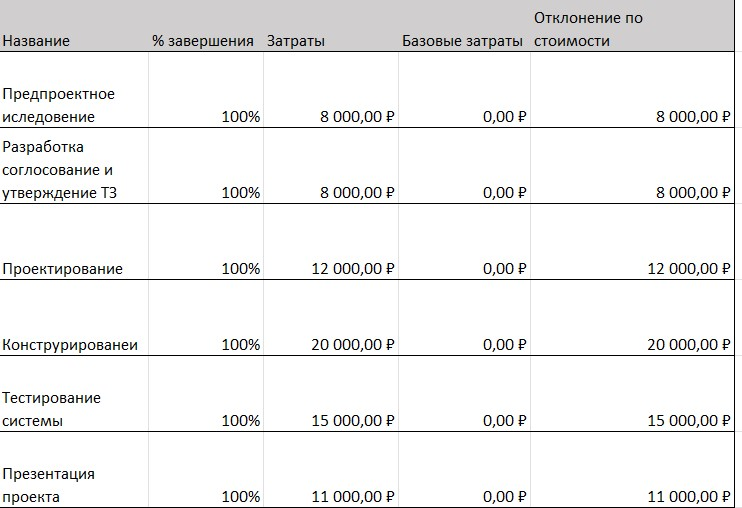 Название % завершения Затраты Базовые затраты Отклонение по
стоимости
Предпроектное
иследовение 100% 8 000,00 ₽ 0,00 ₽ 8 000,00 ₽
Разработка
соглосование и
утверждение ТЗ 100% 8 000,00 ₽ 0,00 ₽ 8 000,00 ₽
Проектирование 100% 12 000,00 ₽ 0,00 ₽ 12 000,00 ₽
Конструрированеи 100% 20 000,00 ₽ 0,00 ₽ 20 000,00 ₽
Тестирование
системы 100% 15 000,00 ₽ 0,00 ₽ 15 000,00 ₽
Презентация
проекта 100% 11 000,00 ₽ 0,00 ₽ 11 000,00 ₽